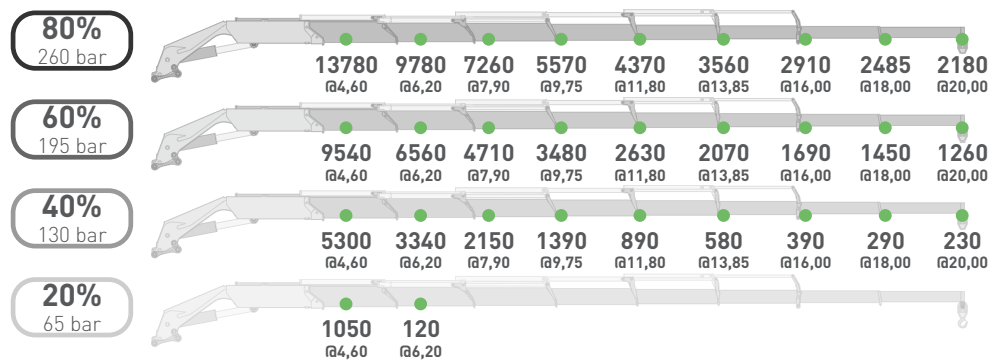 80%
260 bar
13780 9780 7260 5570 4370 3560 2910 2485 2180
@4,60 @6,20 @7,90 @9,75 @11,80 @13,85 @16,00 @18,00 @20,00
60%
195 bar
9540 6560 4710 3480 2630 2070 1690 1450 1260
@4,60 @6,20 @7,90 @9,75 @11,80 @13,85 @16,00 @18,00 @20,00
40%
130 bar
5300 3340 2150 1390 890 580 390 290 230
@4,60 @6,20 @7,90 @9,75 @11,80 @13,85 @16,00 @18,00 @20,00
20%
65 bar
1050 120
@4,60 @6,20